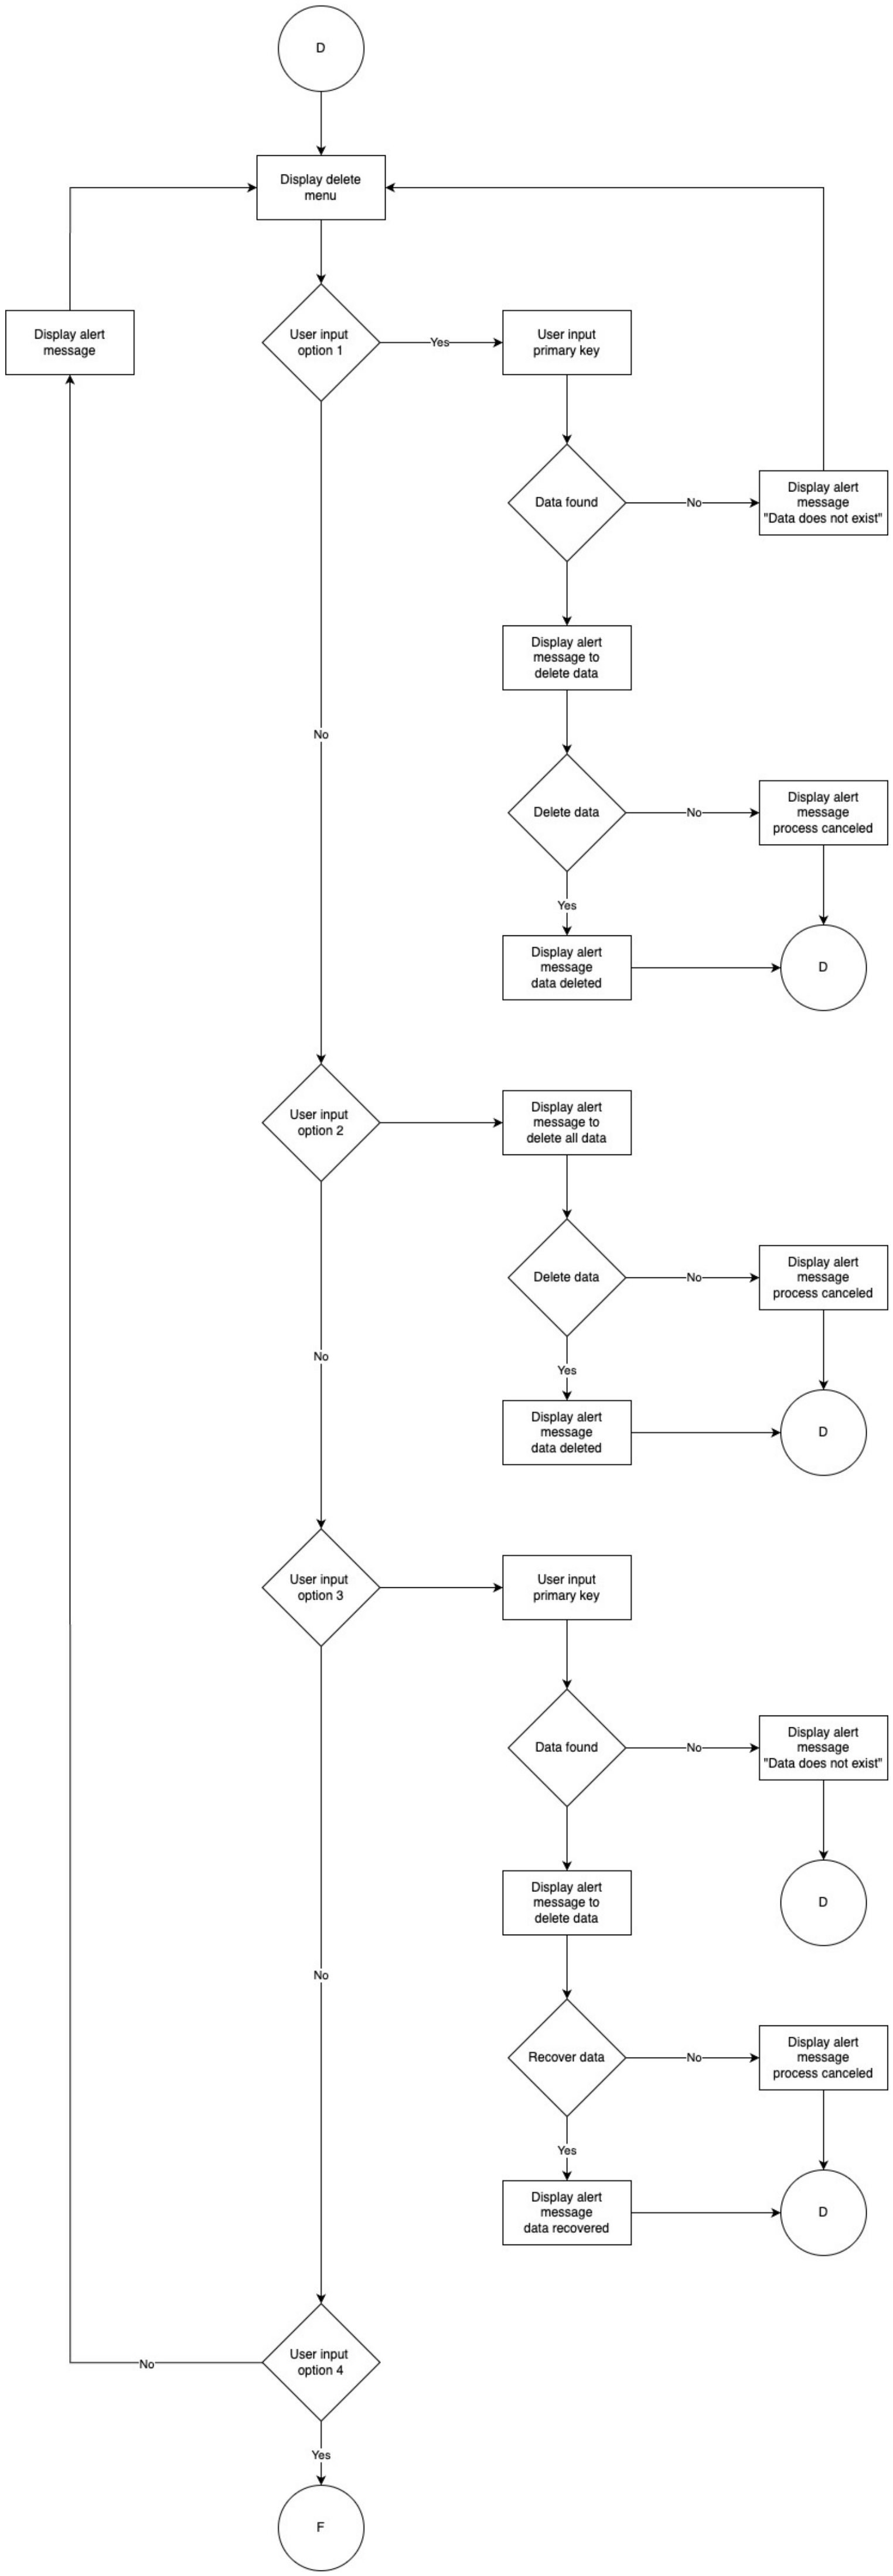 D
Display delete
menu
Display alert
message
User input
option 1
Yes
User input
primary key
Data found
No
Display alert
message
"Data does not exist"
Display alert
message to
delete data
No
Delete data
No
Display alert
message
process canceled
Yes
Display alert
message
data deleted
D
User input
option 2
Display alert
message to
delete all data
Delete data
No
Display alert
message
process canceled
No
Yes
Display alert
message
data deleted
D
User input
option 3
User input
primary key
Data found
No
Display alert
message
"Data does not exist"
Display alert
message to
delete data
D
No
Recover data
No
Display alert
message
process canceled
Yes
Display alert
message
data recovered
D
User input
option 4
No
Yes
F